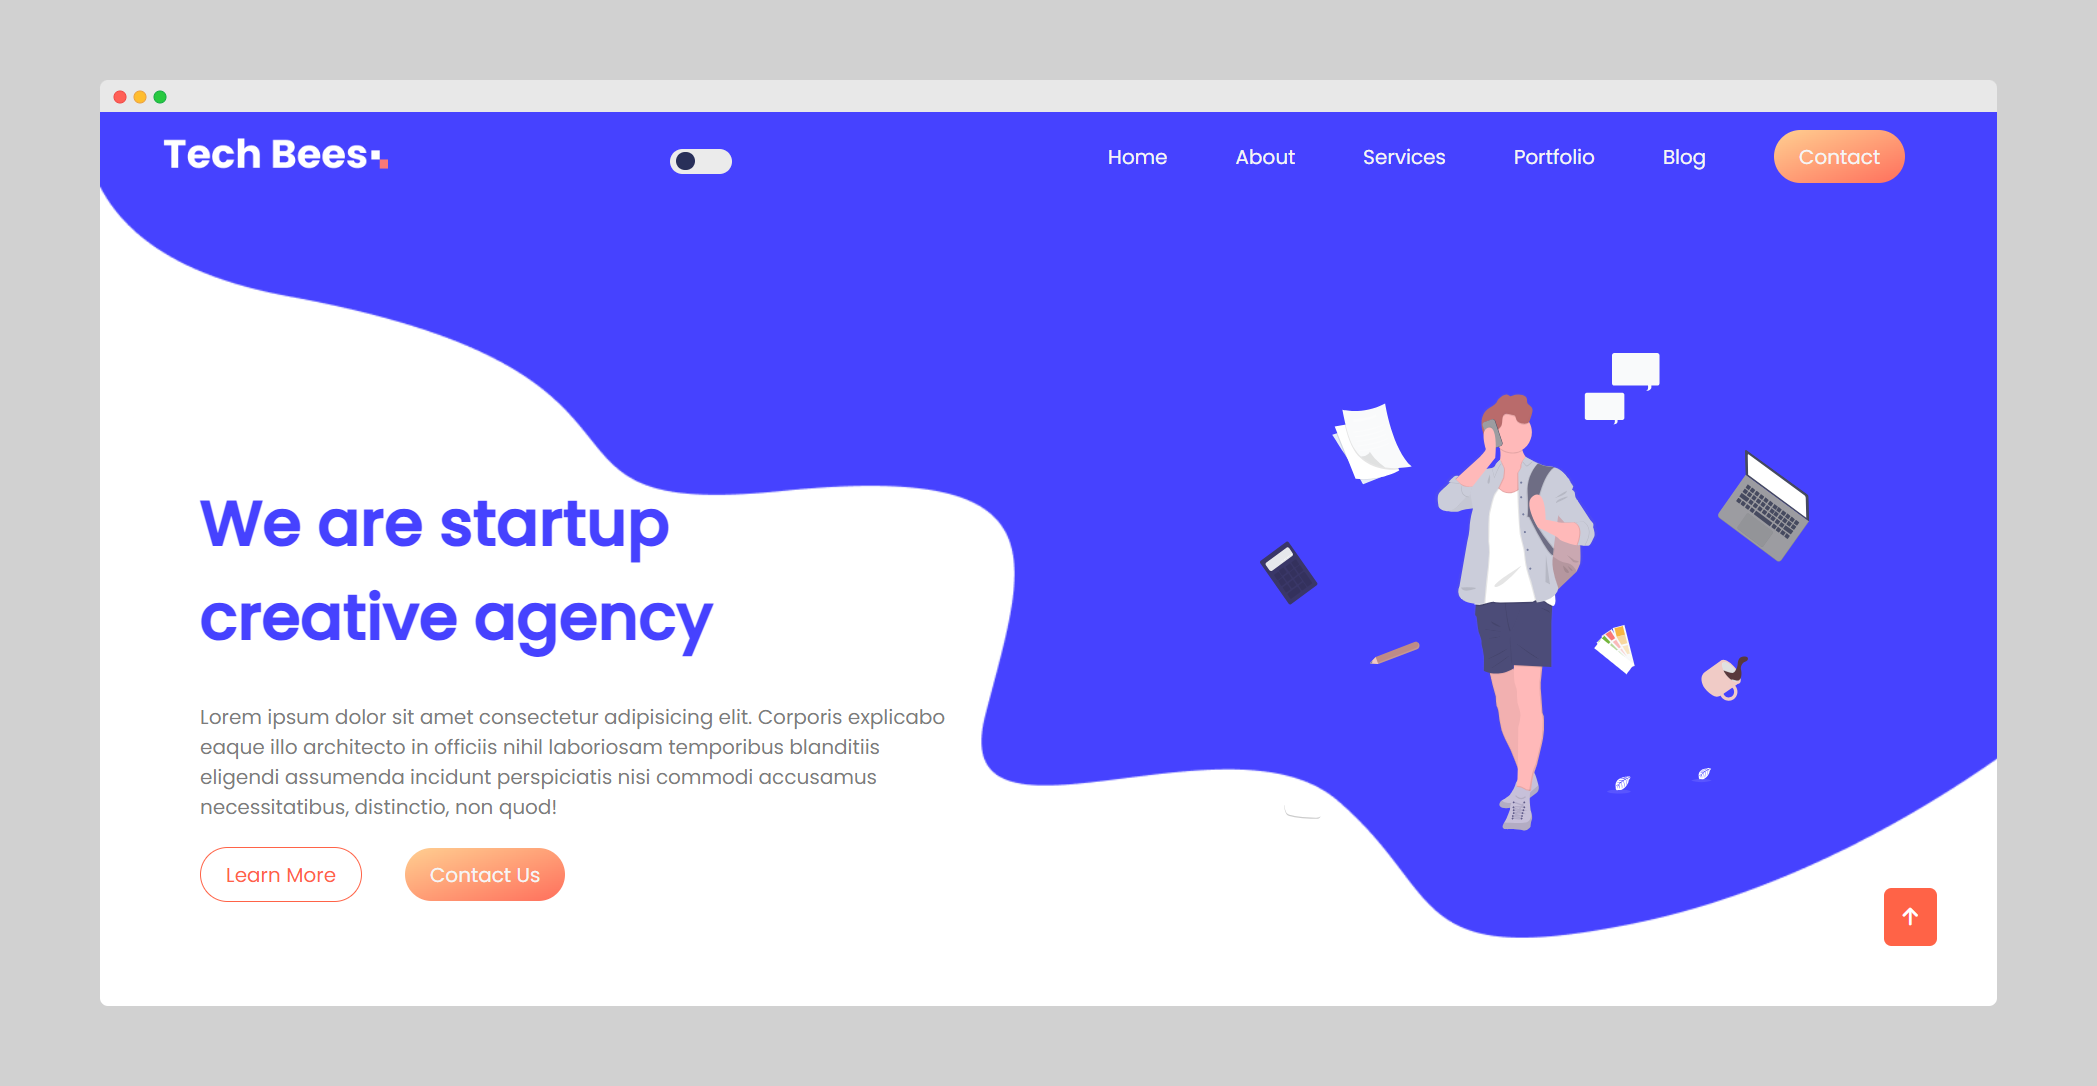 Tech Bees
Home About Services Portfolio Blog Contact
We are startup
creative agency
Lorem ipsum dolor sit amet consectetur adipisicing elit. Corporis explicabo
eaque illo architecto in officiis nihil laboriosam temporibus blanditiis
eligendi assumenda incidunt perspiciatis nisi commodi accusamus
necessitatibus, distinctio, non quod!
Learn More Contact Us